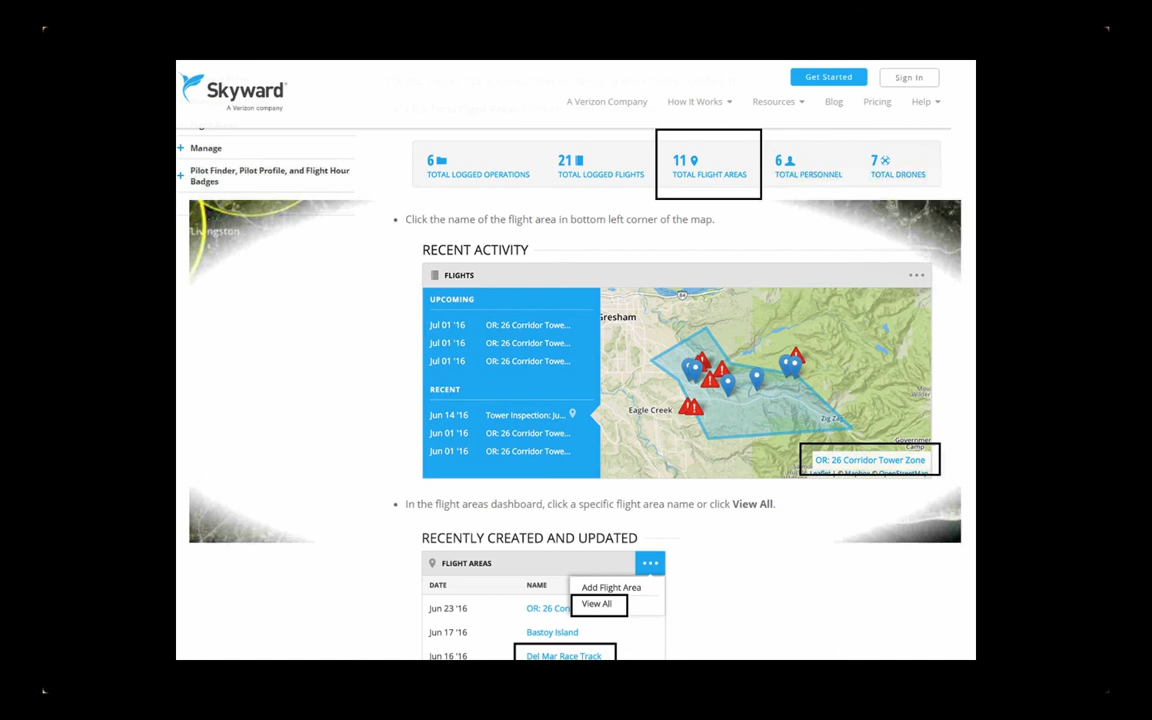 Skyward
A Verizon company
Get Started
Sign In
A Verizon Company
How It Works
Resources
Blog
Pricing
Help
Manage
Pilot Finder, Pilot Profile, and Flight Hour
Badges
6
TOTAL LOGGED OPERATIONS
21
TOTAL LOGGED FLIGHTS
11
TOTAL FLIGHT AREAS
6
TOTAL PERSONNEL
7
TOTAL DRONES
Livingston
• Click the name of the flight area in bottom left corner of the map.
RECENT ACTIVITY
FLIGHTS
UPCOMING
Jul 01 '16 OR: 26 Corridor Towe...
Jul 01 '16 OR: 26 Corridor Towe...
Jul 01 '16 OR: 26 Corridor Towe...
RECENT
Jun 14 '16 Tower Inspection: Ju...
Jun 01 '16 OR: 26 Corridor Towe...
Jun 01 '16 OR: 26 Corridor Towe...
Gresham
Eagle Creek
Zig Zag
Government
Camp
OR: 26 Corridor Tower Zone
Leaflet | © Mapbox © OpenStreetMap
• In the flight areas dashboard, click a specific flight area name or click View All.
RECENTLY CREATED AND UPDATED
FLIGHT AREAS
DATE NAME
Add Flight Area
View All
Jun 23 '16 OR: 26 Con
Jun 17 '16 Bastoy Island
Jun 16 '16 Del Mar Race Track